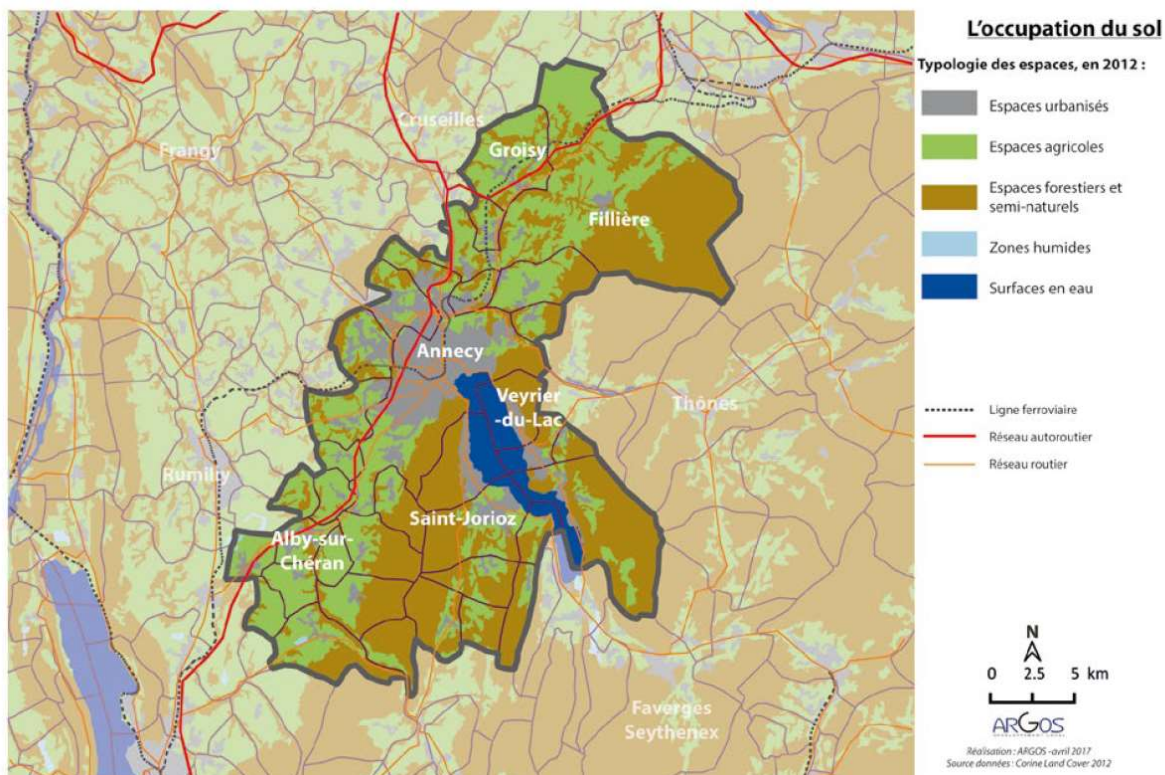 L'occupation du sol
Typologie des espaces, en 2012 :
Espaces urbanisés
Espaces agricoles
Espaces forestiers et
semi-naturels
Zones humides
Surfaces en eau
Ligne ferroviaire
Réseau autoroutier
Réseau routier
N
0 2.5 5 km
ARGOS
DEVELOPPEMENT LOCAL
Réalisation : ARGOS -avril 2017
Source données : Corine Land Cover 2012
Cruseilles
Frangy
Groisy
Fillière
Annecy
Veyrier
-du-Lac
Thônes
Rumilly
Saint-Jorioz
Alby-sur-
Chéran
Faverges
Seythenex